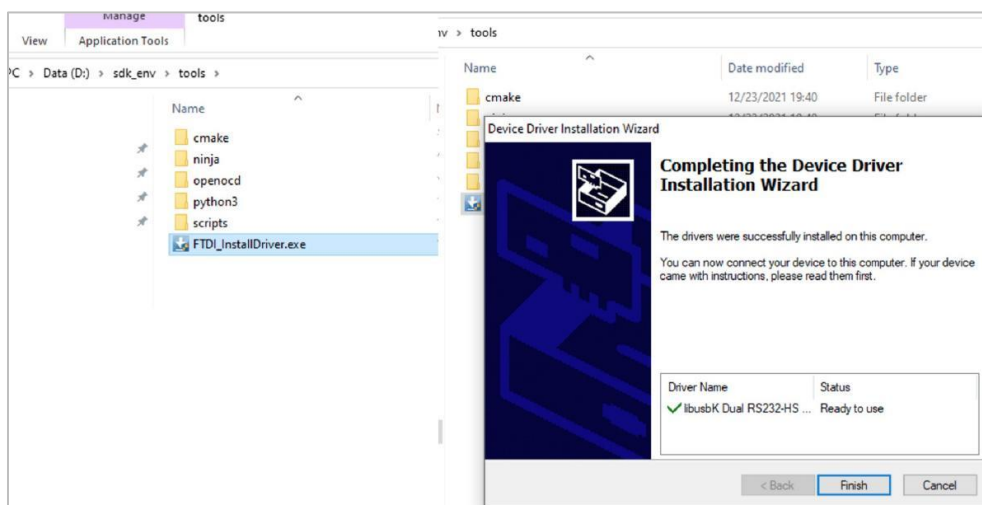 Manage
tools
View
Application Tools
PC > Data (D:) > sdk_env > tools >
Name
cmake
ninja
openocd
python3
scripts
FTDI_InstallDriver.exe
> tools
Name
Date modified
Type
cmake
12/23/2021 19:40
File folder
Device Driver Installation Wizard
Completing the Device Driver
Installation Wizard
The drivers were successfully installed on this computer.
You can now connect your device to this computer. If your device
came with instructions, please read them first.
Driver Name
Status
libusbK Dual RS232-HS ...
Ready to use
< Back
Finish
Cancel